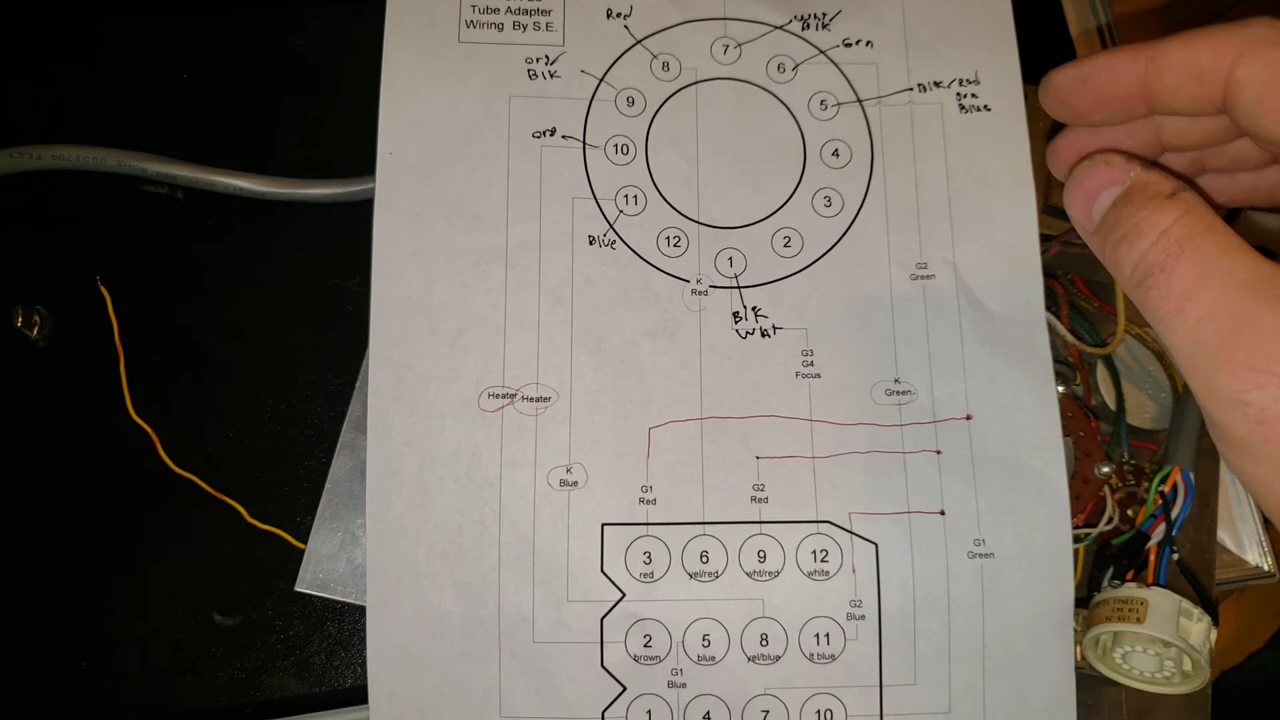 Tube Adapter
Wiring By S.E.
Red
Wht/
BlK
Grn
org/
BlK
BlK/Red
Grn
Blue
org
Blue
BlK
WHt
7
8
6
9
5
10
4
11
3
12
2
1
K
Red
G2
Green
G3
G4
Focus
Heater
Heater
K
Green
K
Blue
G1
Red
G2
Red
G1
Green
3
red
6
yel/red
9
wht/red
12
white
G2
Blue
2
brown
5
blue
8
yel/blue
11
lt blue
G1
Blue
1
4
7
10